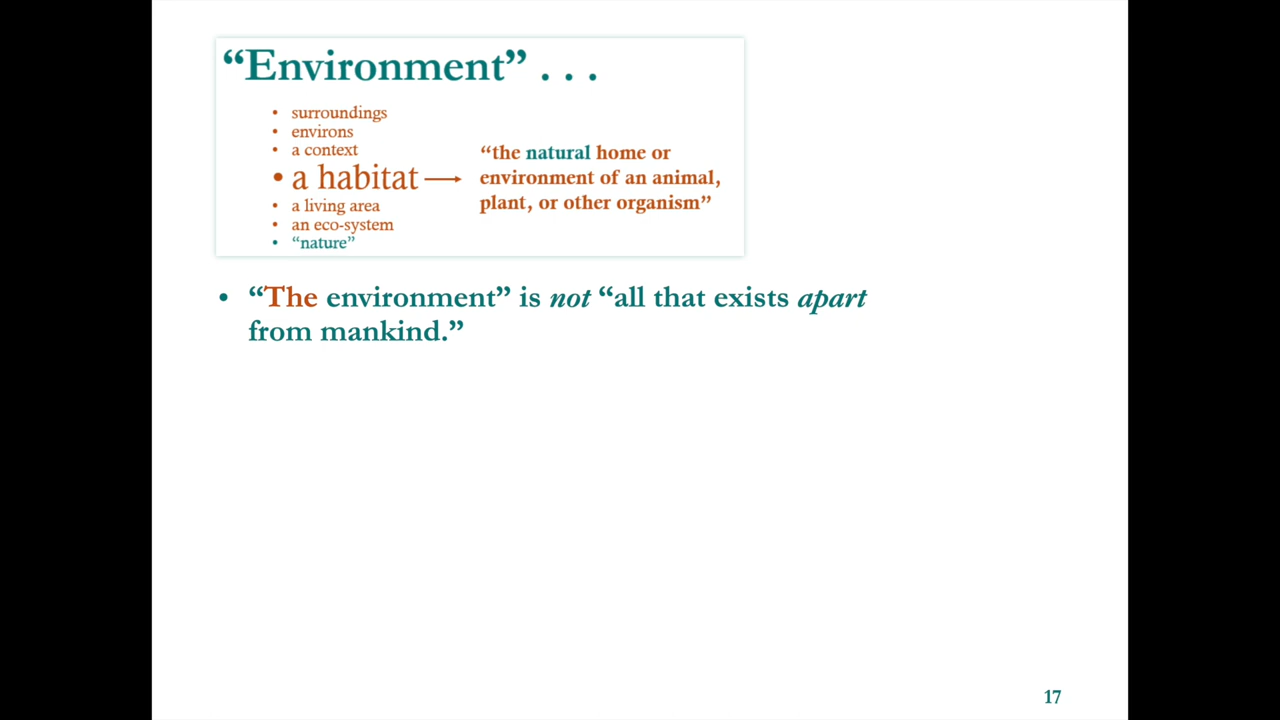 “Environment” . . .
• surroundings
• environs
• a context
• a habitat
• a living area
• an eco-system
• “nature”
“the natural home or
environment of an animal,
plant, or other organism”
• “The environment” is not “all that exists apart
from mankind.”
17